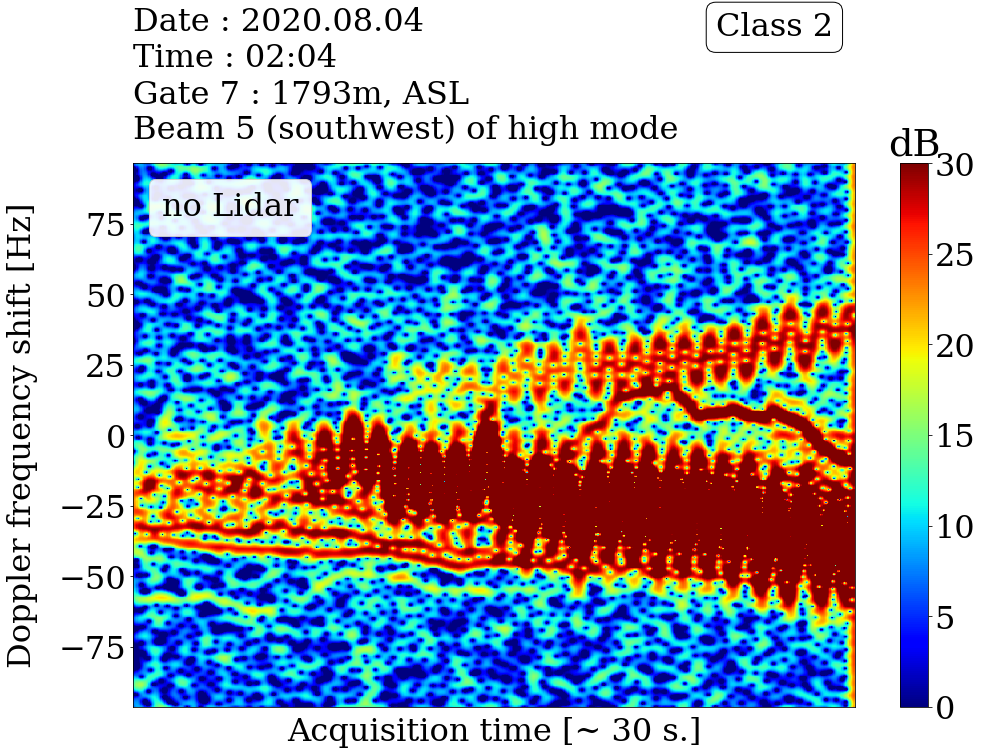 Date : 2020.08.04
Time : 02:04
Gate 7 : 1793m, ASL
Beam 5 (southwest) of high mode
Class 2
no Lidar
dB
Doppler frequency shift [Hz]
75
50
25
0
−25
−50
−75
Acquisition time [~ 30 s.]
30
25
20
15
10
5
0